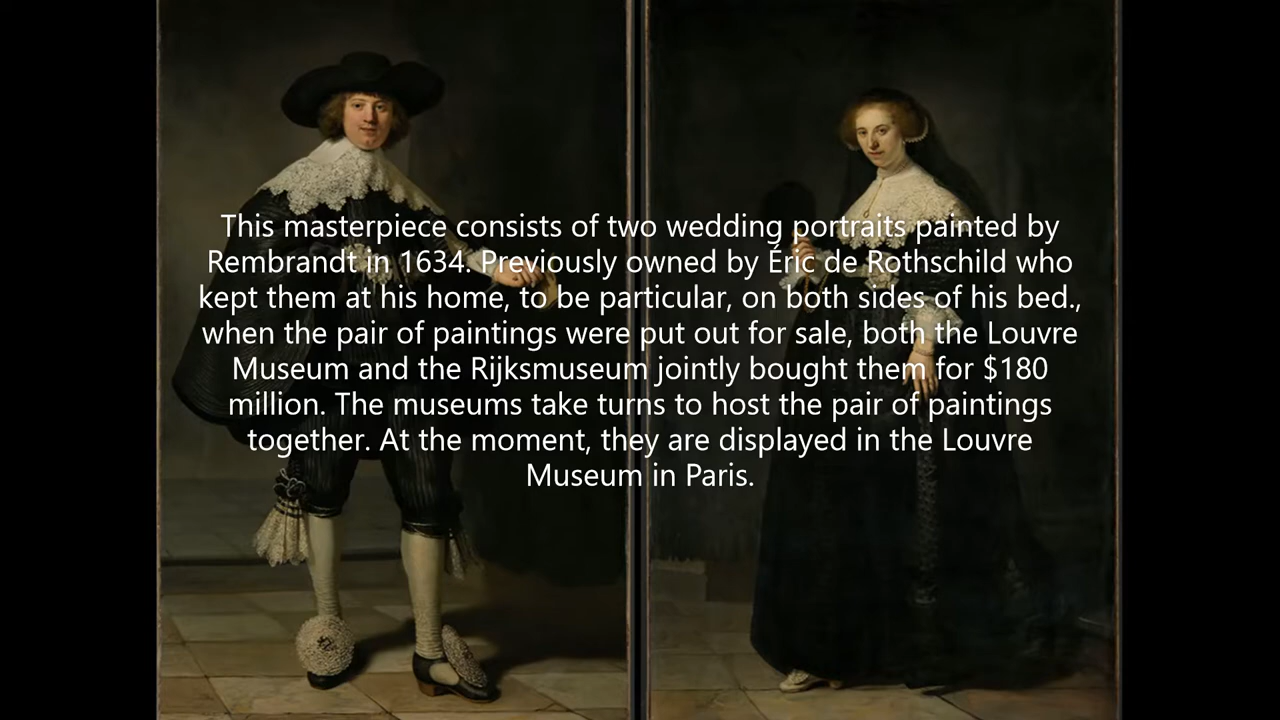 This masterpiece consists of two wedding portraits painted by
Rembrandt in 1634. Previously owned by Éric de Rothschild who
kept them at his home, to be particular, on both sides of his bed.,
when the pair of paintings were put out for sale, both the Louvre
Museum and the Rijksmuseum jointly bought them for $180
million. The museums take turns to host the pair of paintings
together. At the moment, they are displayed in the Louvre
Museum in Paris.